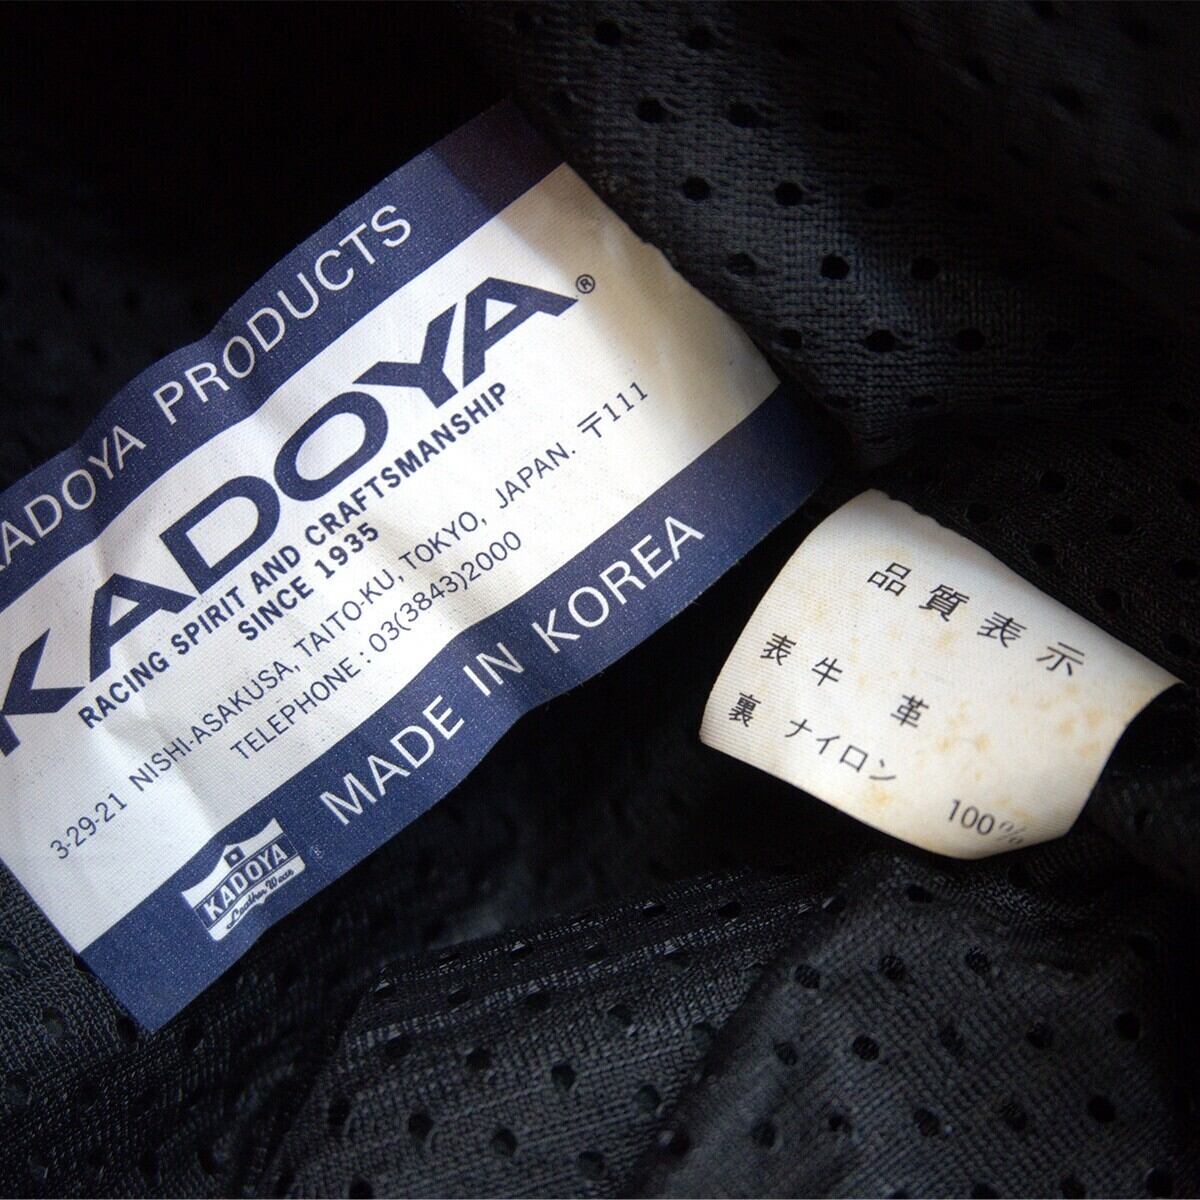 KADOYA PRODUCTS
KADOYA®
RACING SPIRIT AND CRAFTSMANSHIP
SINCE 1935
3-29-21 NISHI-ASAKUSA, TAITO-KU, TOKYO, JAPAN. 〒111
TELEPHONE : 03(3843)2000
MADE IN KOREA
KADOYA
Leather Wear
品質表示
表 牛 革
裏 ナイロン
100%